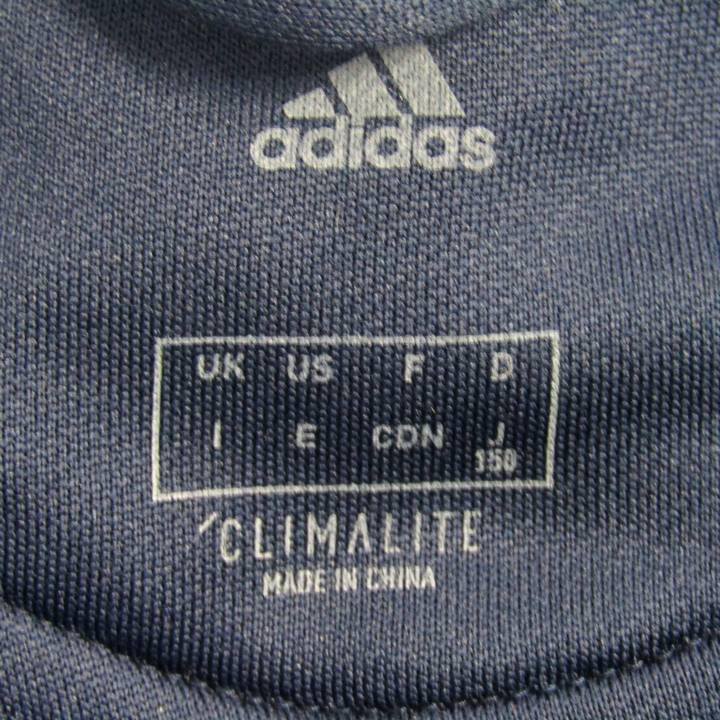 adidas
UK US F D
I E CDN J
150
CLIMALITE
MADE IN CHINA